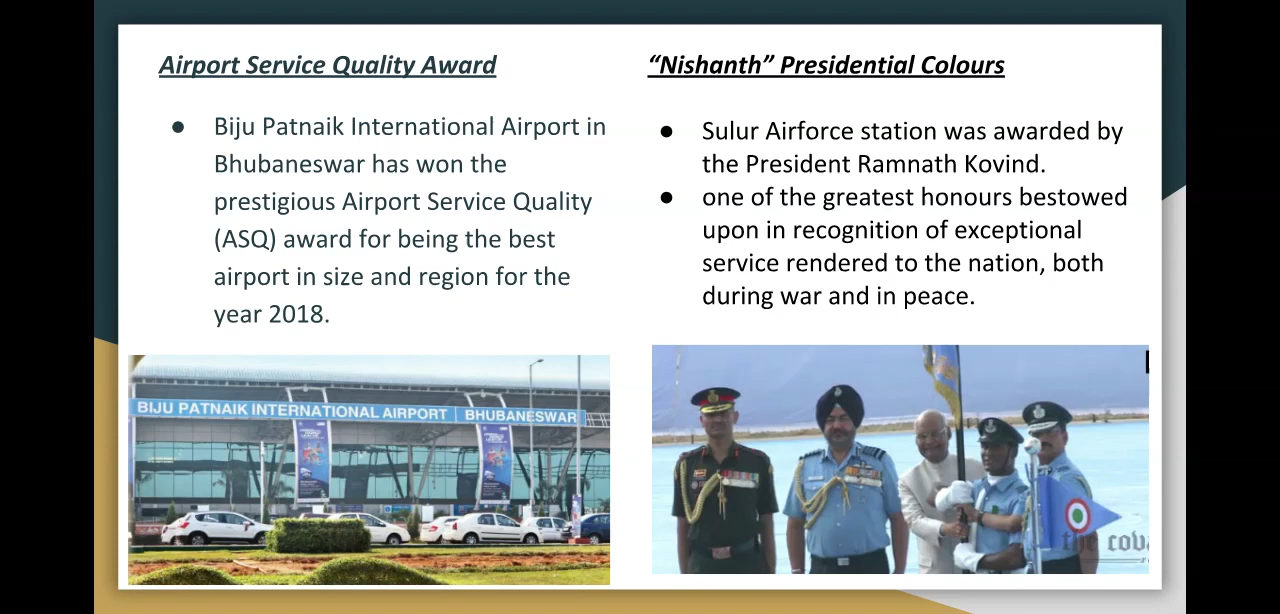 Airport Service Quality Award
● Biju Patnaik International Airport in
Bhubaneswar has won the
prestigious Airport Service Quality
(ASQ) award for being the best
airport in size and region for the
year 2018.
BIJU PATNAIK INTERNATIONAL AIRPORT BHUBANESWAR
“Nishanth” Presidential Colours
● Sulur Airforce station was awarded by
the President Ramnath Kovind.
● one of the greatest honours bestowed
upon in recognition of exceptional
service rendered to the nation, both
during war and in peace.
the cova